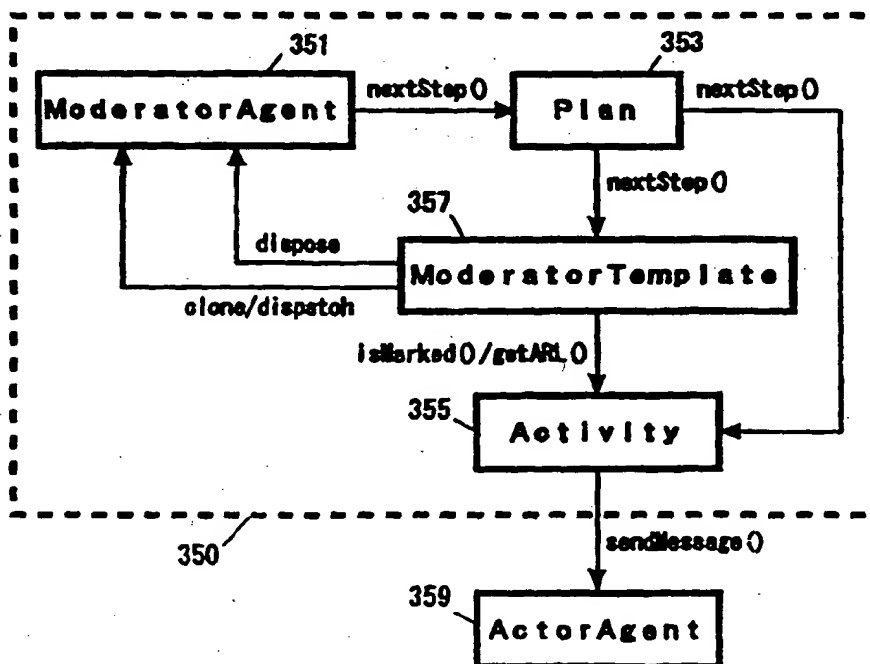 351
353
ModeratorAgent
nextStep()
Plan
nextStep()
nextStep()
357
dispose
ModeratorTemplate
clone/dispatch
isMarked()/getARL()
355
Activity
350
sendMessage()
359
ActorAgent